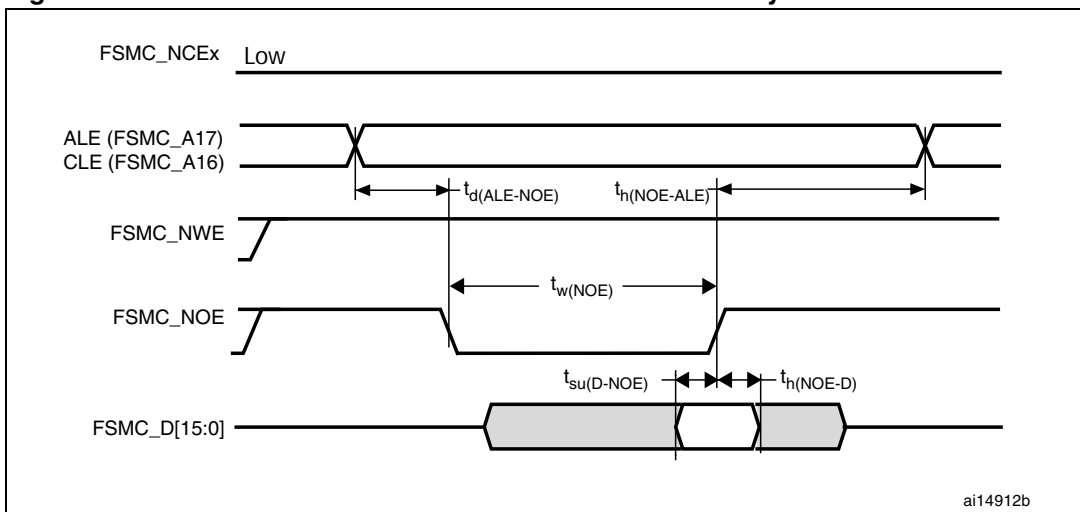 FSMC_NCEx Low
ALE (FSMC_A17)
CLE (FSMC_A16)
td(ALE-NOE) th(NOE-ALE)
FSMC_NWE
tw(NOE)
FSMC_NOE
tsu(D-NOE) th(NOE-D)
FSMC_D[15:0]
ai14912b